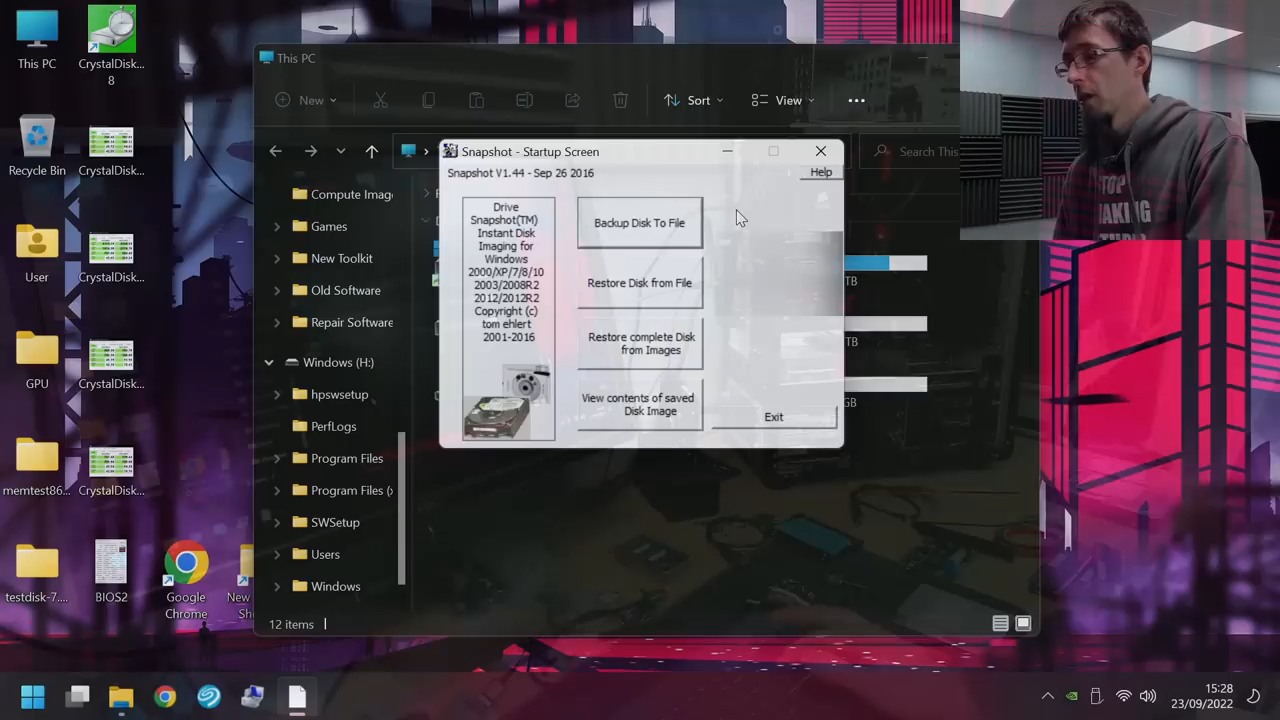 This PC
CrystalDisk...
8
Recycle Bin
CrystalDisk...
User
CrystalDisk...
GPU
CrystalDisk...
memtest86...
CrystalDisk...
testdisk-7....
BIOS2
Google
Chrome
New
Sh
This PC
New
Sort
View
Search This
Compute Imag
Games
New Toolkit
Old Software
Repair Software
Windows (H:)
hpswsetup
PerfLogs
Program Files
Program Files (x
SWSetup
Users
Windows
12 items
Snapshot - Startup Screen
Snapshot V1.44 - Sep 26 2016
Help
Drive
Snapshot(TM)
Instant Disk
Imaging for
Windows
2000/XP/7/8/10
2003/2008R2
2012/2012R2
Copyright (c)
tom ehlert
2001-2016
Backup Disk To File
Restore Disk from File
Restore complete Disk
from Images
View contents of saved
Disk Image
Exit
TB
TB
GB
15:28
23/09/2022